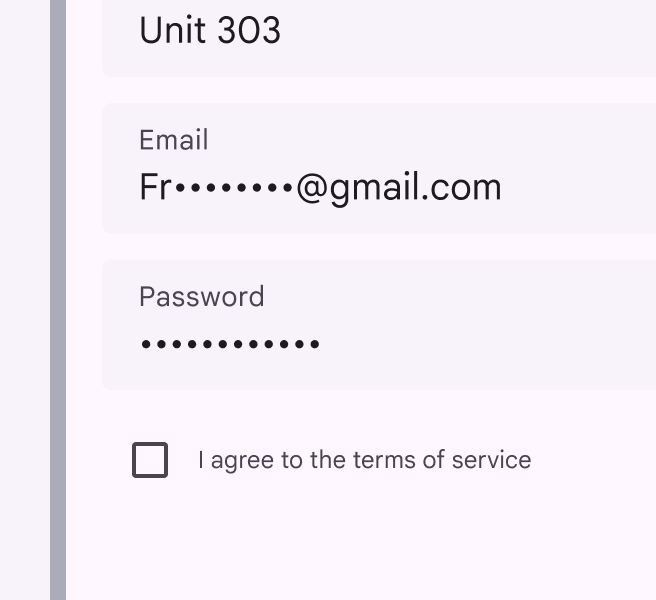 Unit 303
Email
Fr••••••••@gmail.com
Password
••••••••••••
I agree to the terms of service